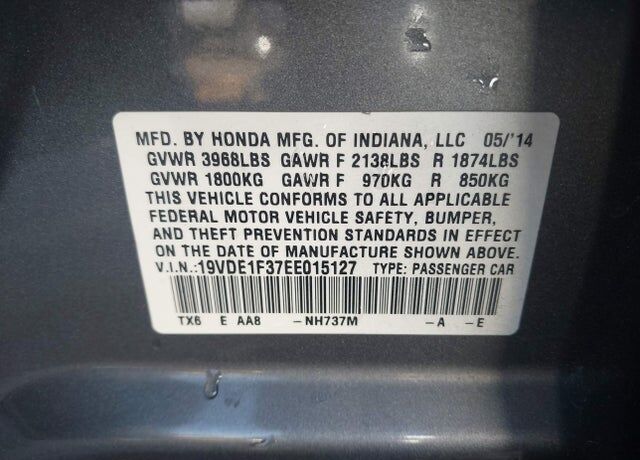 MFD. BY HONDA MFG. OF INDIANA, LLC 05/'14
GVWR 3968LBS GAWR F 2138LBS R 1874LBS
GVWR 1800KG GAWR F 970KG R 850KG
THIS VEHICLE CONFORMS TO ALL APPLICABLE
FEDERAL MOTOR VEHICLE SAFETY, BUMPER,
AND THEFT PREVENTION STANDARDS IN EFFECT
ON THE DATE OF MANUFACTURE SHOWN ABOVE.
V.I.N.:19VDE1F37EE015127 TYPE: PASSENGER CAR
TX6 E AA8 -NH737M -A -E